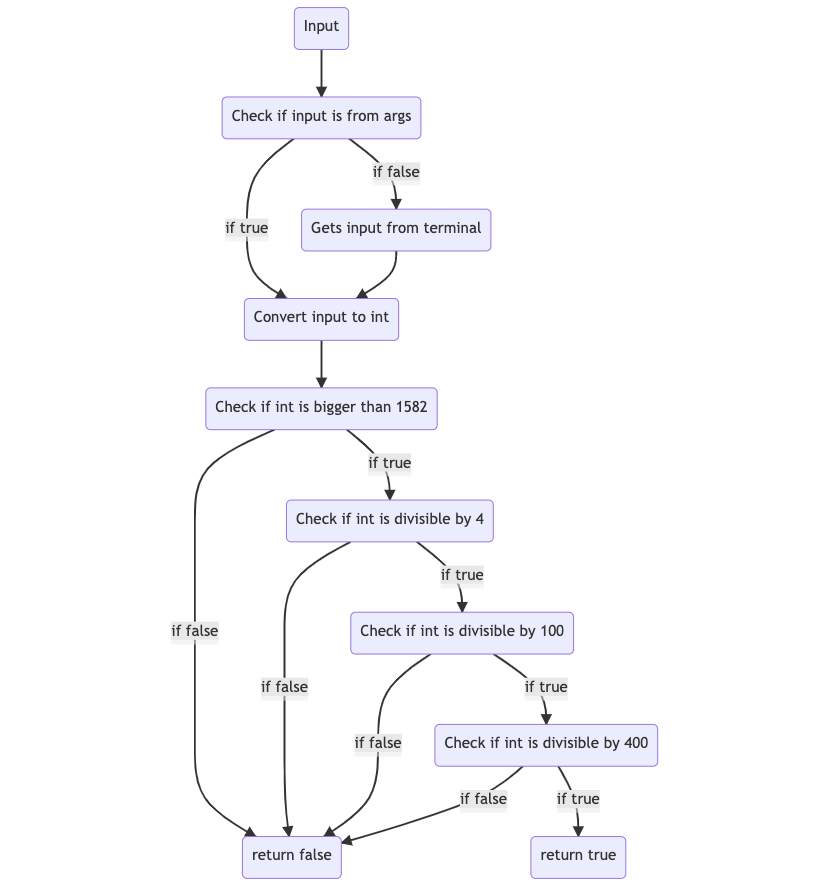 Input
Check if input is from args
if false
if true
Gets input from terminal
Convert input to int
Check if int is bigger than 1582
if true
Check if int is divisible by 4
if true
if false
Check if int is divisible by 100
if false
if true
if false
Check if int is divisible by 400
if false
if true
return false
return true